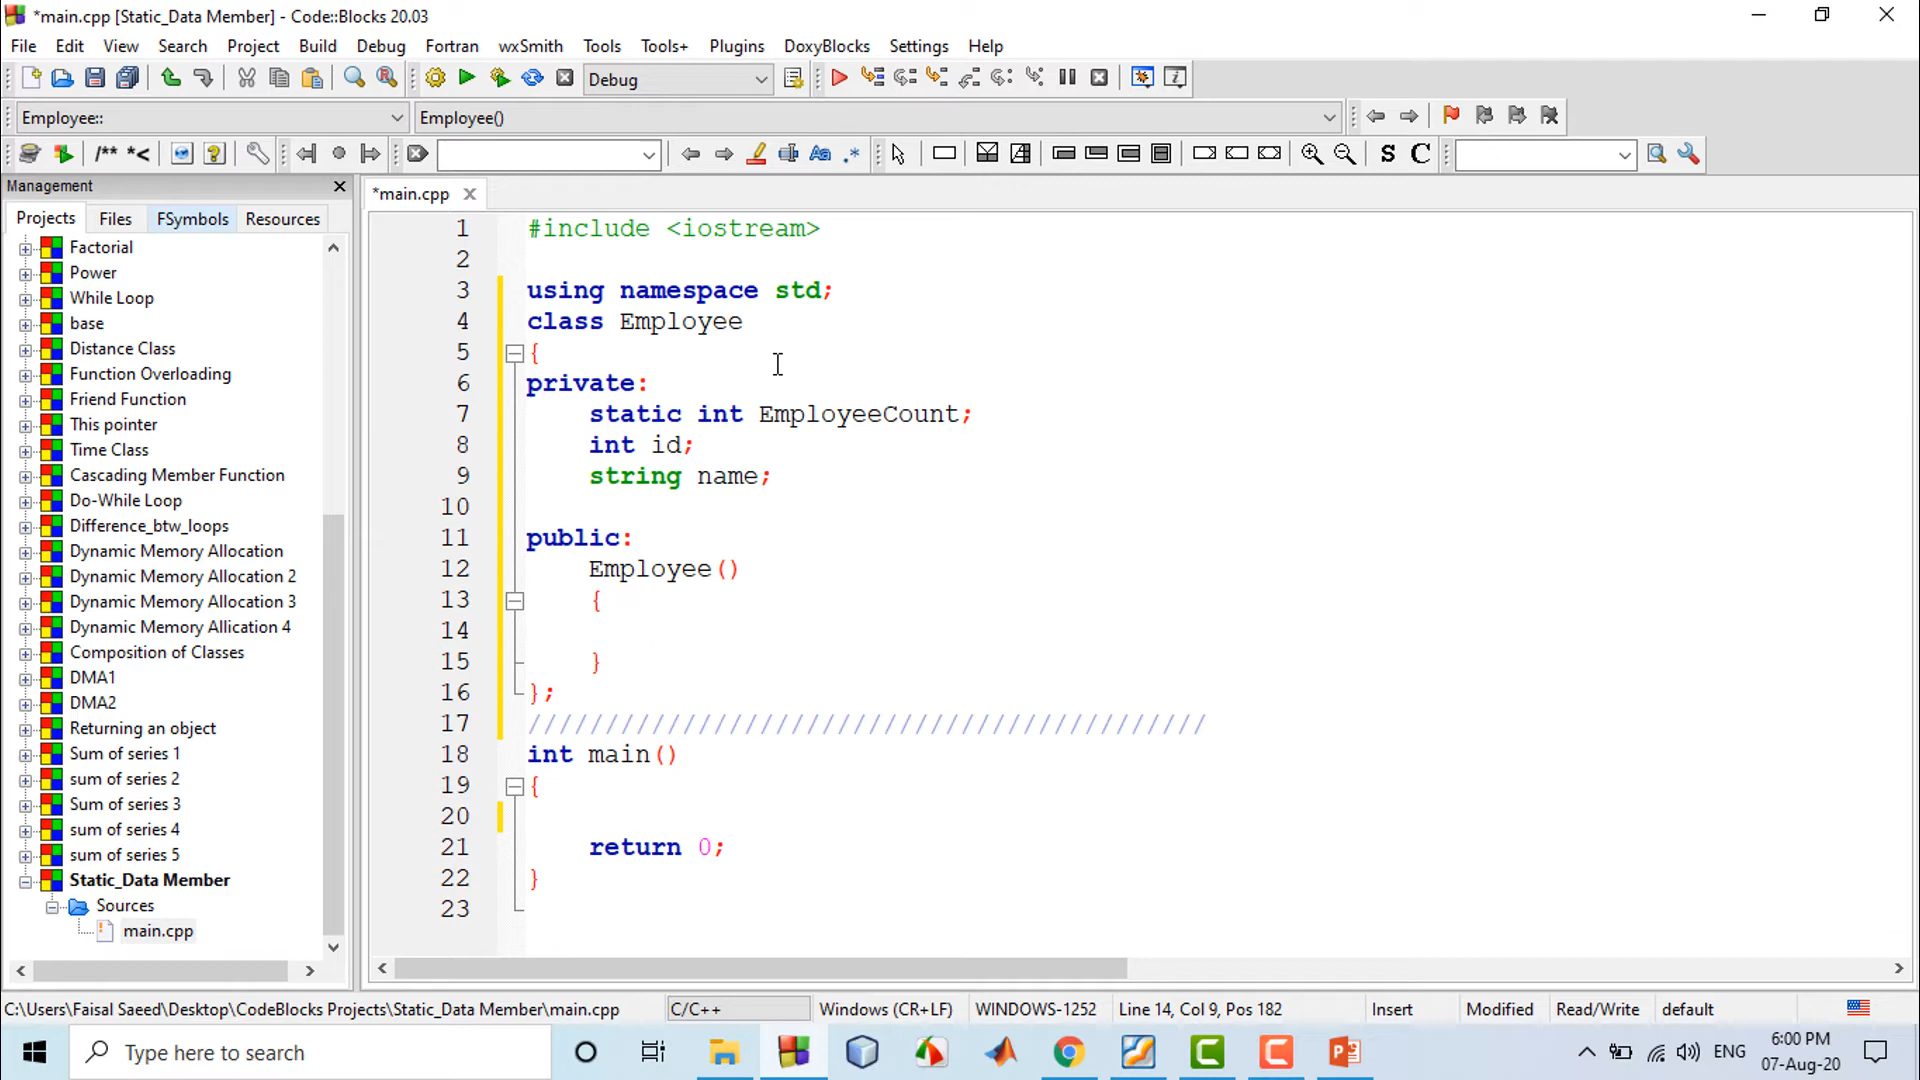 *main.cpp [Static_Data Member] - Code::Blocks 20.03
File Edit View Search Project Build Debug Fortran wxSmith Tools Tools+ Plugins DoxyBlocks Settings Help
Debug
Employee:: Employee()
/** *<
S C
Management
*main.cpp
Projects Files FSymbols Resources
Factorial
Power
While Loop
base
Distance Class
Function Overloading
Friend Function
This pointer
Time Class
Cascading Member Function
Do-While Loop
Difference_btw_loops
Dynamic Memory Allocation
Dynamic Memory Allocation 2
Dynamic Memory Allocation 3
Dynamic Memory Allication 4
Composition of Classes
DMA1
DMA2
Returning an object
Sum of series 1
sum of series 2
Sum of series 3
sum of series 4
sum of series 5
Static_Data Member
Sources
main.cpp
1 #include <iostream>
2
3 using namespace std;
4 class Employee
5 {
6 private:
7 static int EmployeeCount;
8 int id;
9 string name;
10
11 public:
12 Employee()
13 {
14
15 }
16 };
17 ////////////////////////////////////////////
18 int main()
19 {
20
21 return 0;
22 }
23
C:\Users\Faisal Saeed\Desktop\CodeBlocks Projects\Static_Data Member\main.cpp C/C++ Windows (CR+LF) WINDOWS-1252 Line 14, Col 9, Pos 182 Insert Modified Read/Write default
Type here to search
ENG
6:00 PM
07-Aug-20